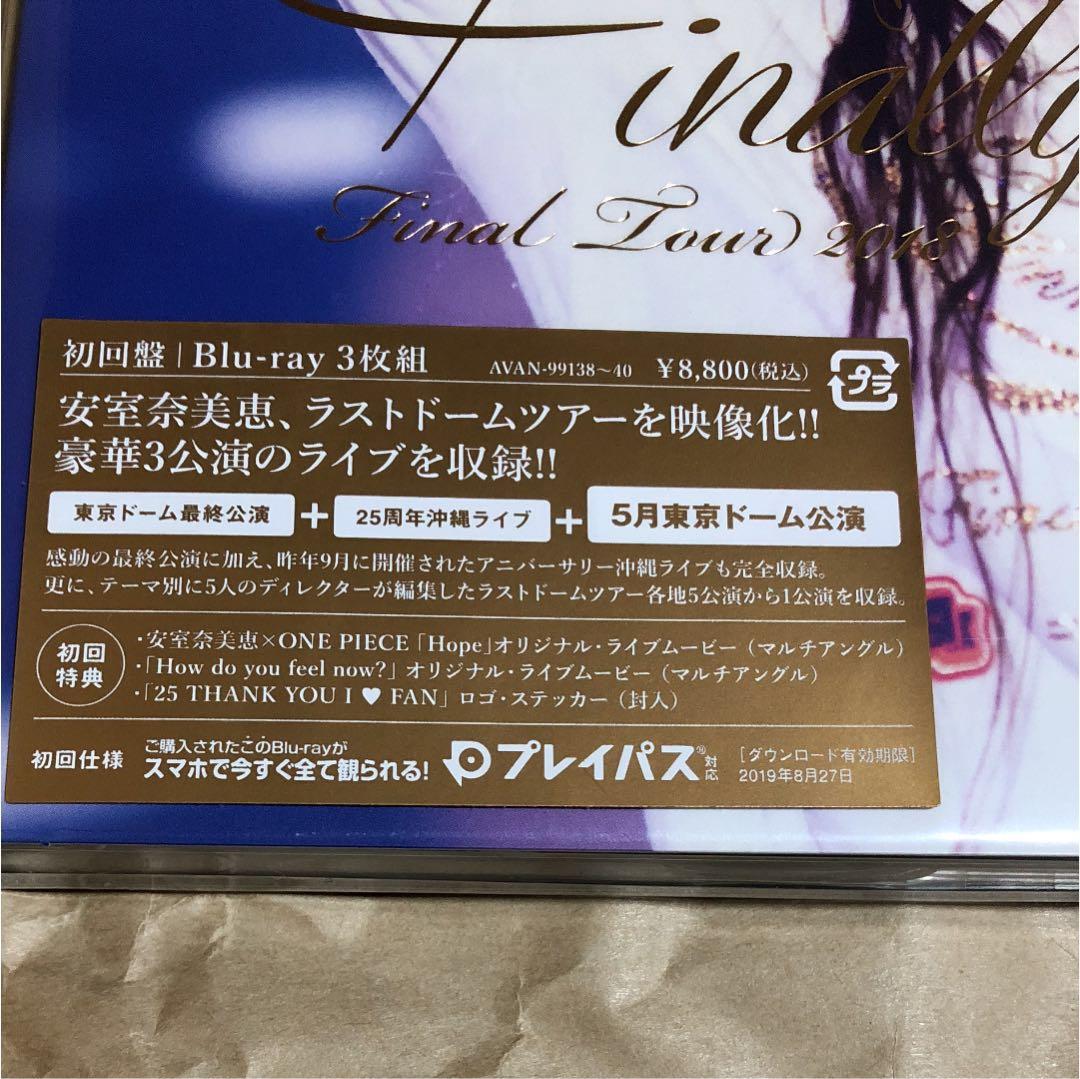 Finally
Final Tour 2018
初回盤 | Blu-ray 3枚組 AVAN-99138～40 ￥8,800(税込)
プラ
安室奈美恵、ラストドームツアーを映像化!!
豪華3公演のライブを収録!!
東京ドーム最終公演 + 25周年沖縄ライブ + 5月東京ドーム公演
感動の最終公演に加え、昨年9月に開催されたアニバーサリー沖縄ライブも完全収録。
更に、テーマ別に5人のディレクターが編集したラストドームツアー各地5公演から1公演を収録。
初回
特典
・安室奈美恵×ONE PIECE「Hope」オリジナル・ライブムービー（マルチアングル）
・「How do you feel now?」オリジナル・ライブムービー（マルチアングル）
・「25 THANK YOU I ♥ FAN」ロゴ・ステッカー（封入）
初回仕様
ご購入されたこのBlu-rayが
スマホで今すぐ全て観られる!
プレイパス® 対応
［ダウンロード有効期限］
2019年8月27日